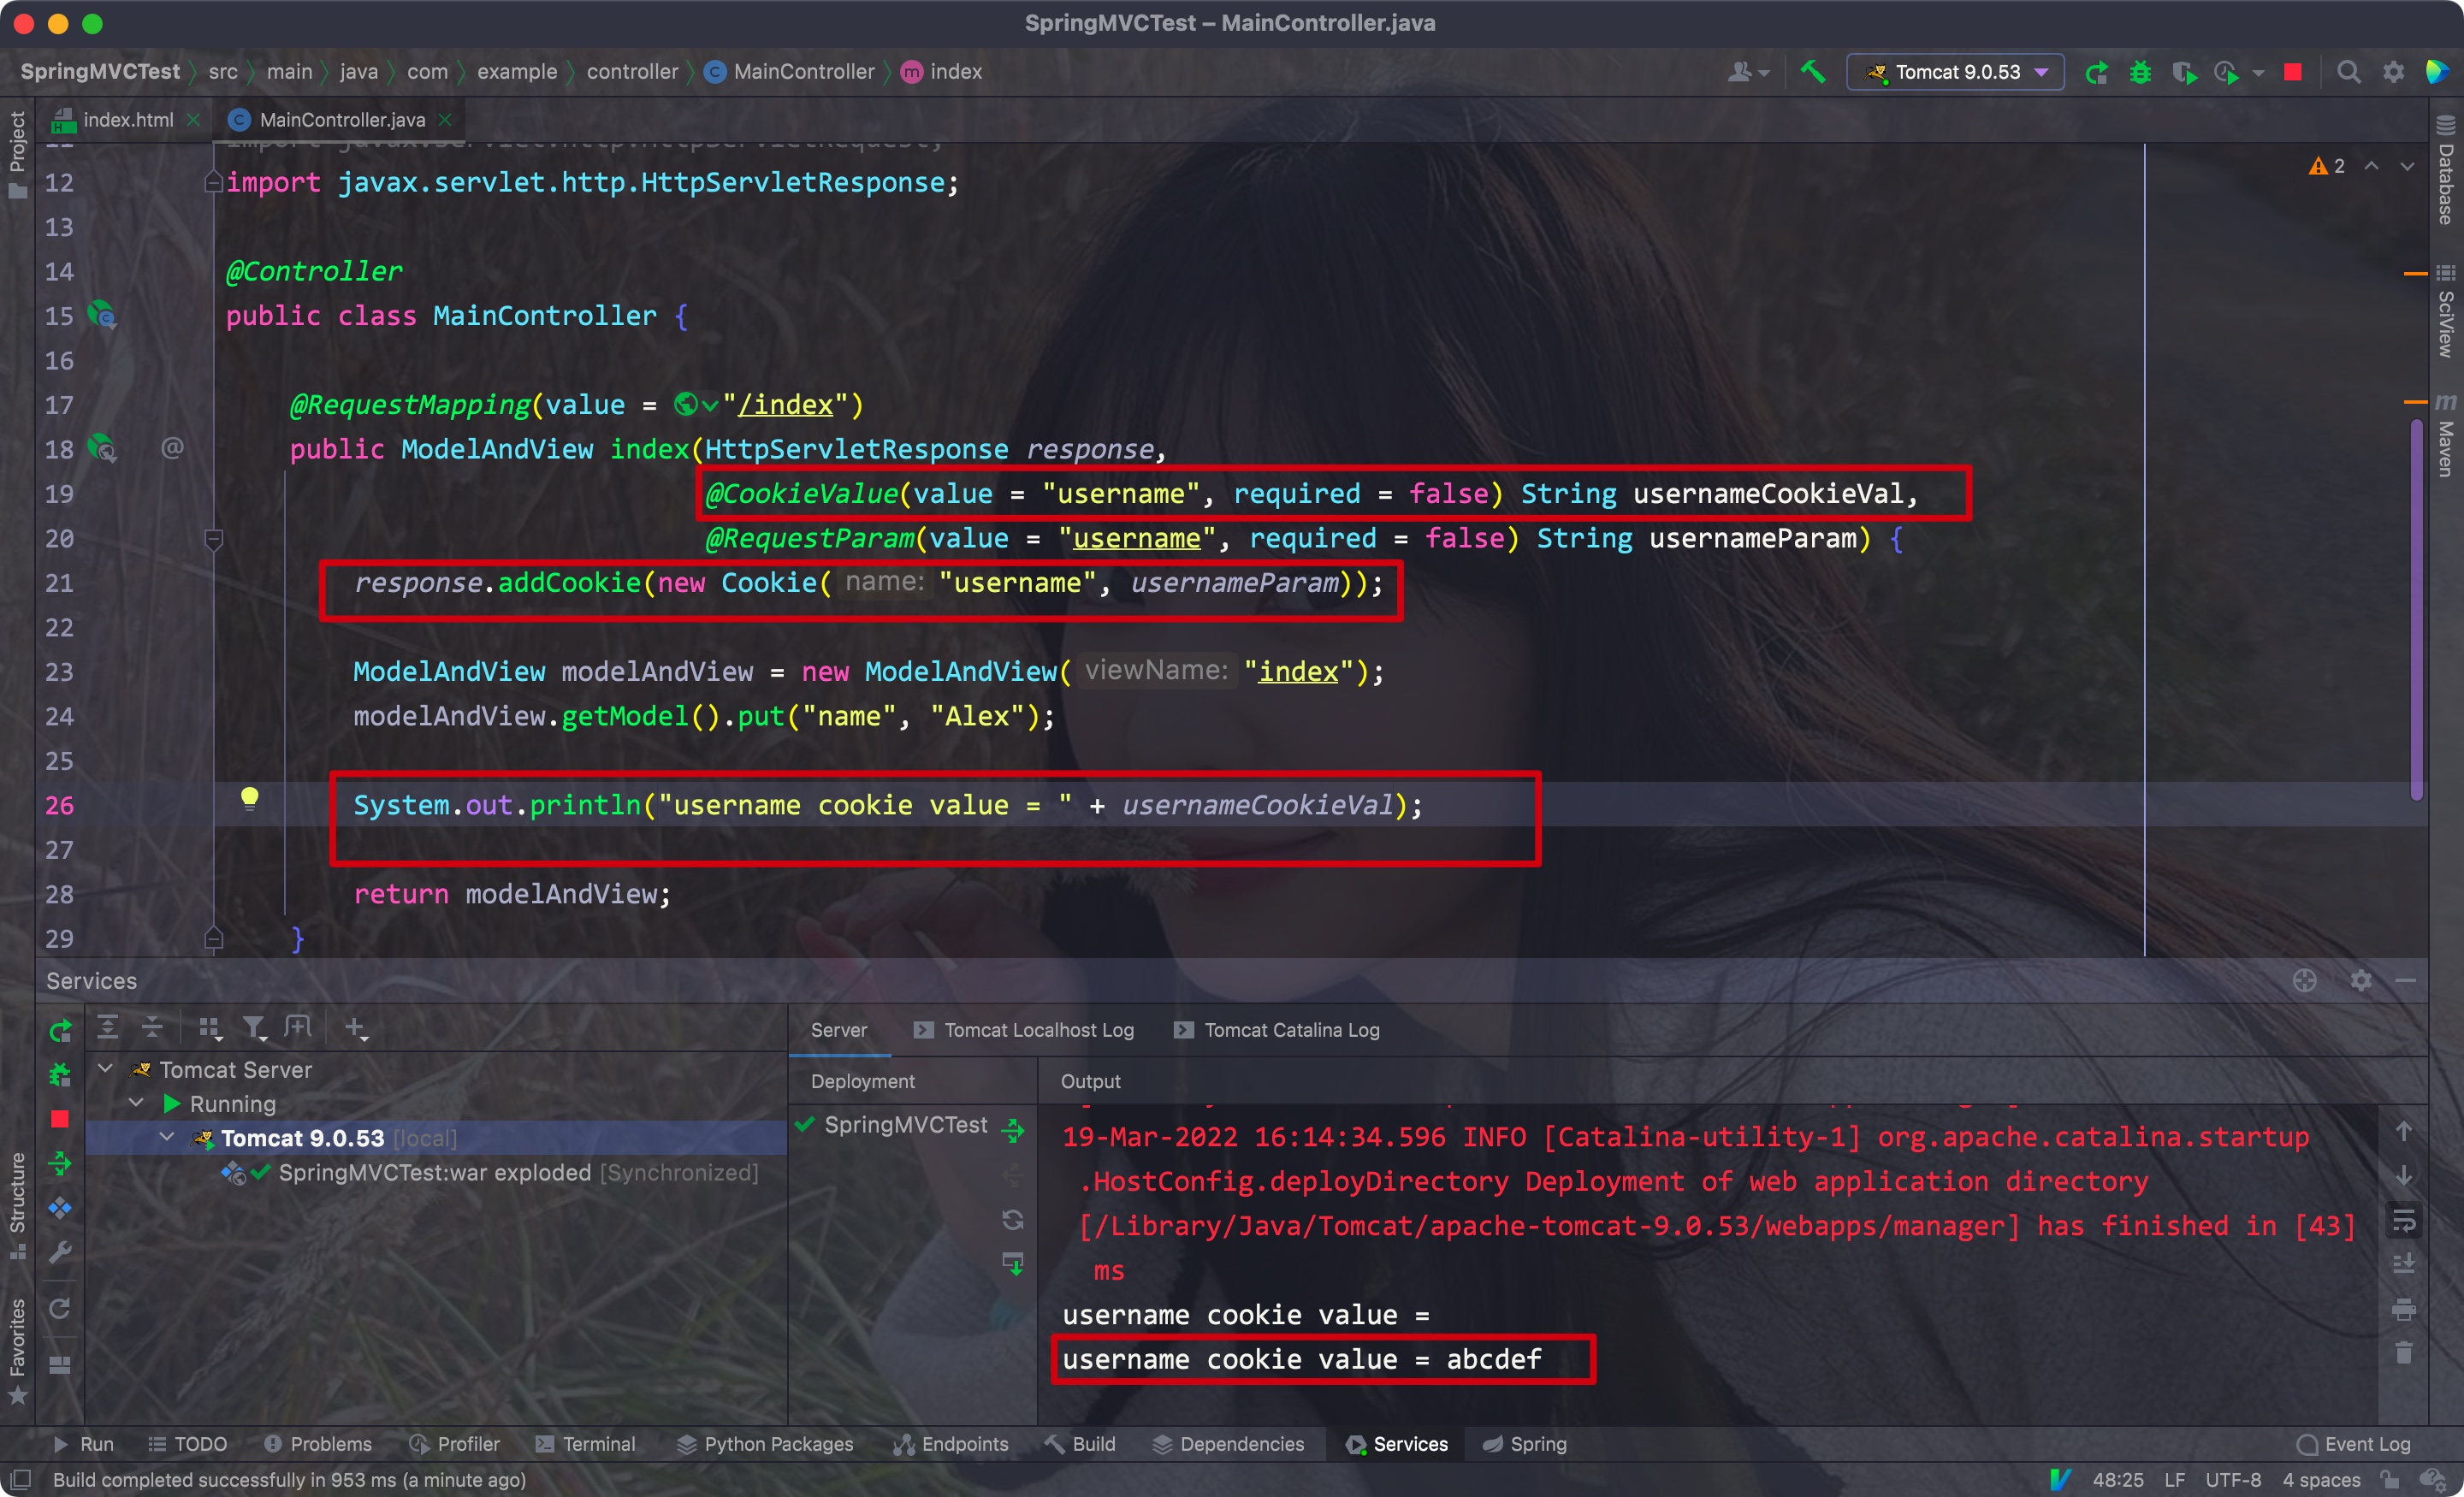 SpringMVCTest – MainController.java
SpringMVCTest src main java com example controller MainController index
Tomcat 9.0.53
index.html MainController.java
Project
Database
SciView
Maven
Structure
Favorites
2
11 import javax.servlet.http.HttpServletRequest;
12 import javax.servlet.http.HttpServletResponse;
13
14 @Controller
15 public class MainController {
16
17 @RequestMapping(value = "/index")
18 @ public ModelAndView index(HttpServletResponse response,
19 @CookieValue(value = "username", required = false) String usernameCookieVal,
20 @RequestParam(value = "username", required = false) String usernameParam) {
21 response.addCookie(new Cookie( name: "username", usernameParam));
22
23 ModelAndView modelAndView = new ModelAndView( viewName: "index");
24 modelAndView.getModel().put("name", "Alex");
25
26 System.out.println("username cookie value = " + usernameCookieVal);
27
28 return modelAndView;
29 }
Services
Server Tomcat Localhost Log Tomcat Catalina Log
Tomcat Server
Running
Tomcat 9.0.53 [local]
SpringMVCTest:war exploded [Synchronized]
Deployment
SpringMVCTest
Output
19-Mar-2022 16:14:34.596 INFO [Catalina-utility-1] org.apache.catalina.startup
.HostConfig.deployDirectory Deployment of web application directory
[/Library/Java/Tomcat/apache-tomcat-9.0.53/webapps/manager] has finished in [43]
ms
username cookie value =
username cookie value = abcdef
Run TODO Problems Profiler Terminal Python Packages Endpoints Build Dependencies Services Spring Event Log
Build completed successfully in 953 ms (a minute ago) 48:25 LF UTF-8 4 spaces